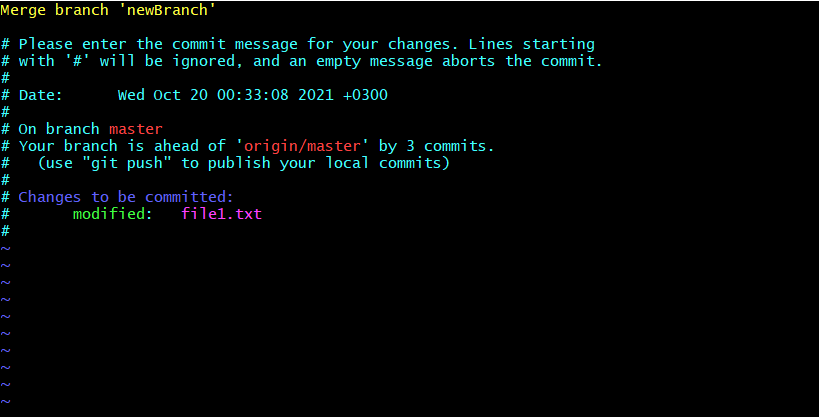 Merge branch 'newBranch'
# Please enter the commit message for your changes. Lines starting
# with '#' will be ignored, and an empty message aborts the commit.
#
# Date:      Wed Oct 20 00:33:08 2021 +0300
#
# On branch master
# Your branch is ahead of 'origin/master' by 3 commits.
#   (use "git push" to publish your local commits)
#
# Changes to be committed:
#       modified:   file1.txt
#
~
~
~
~
~
~
~
~
~
~